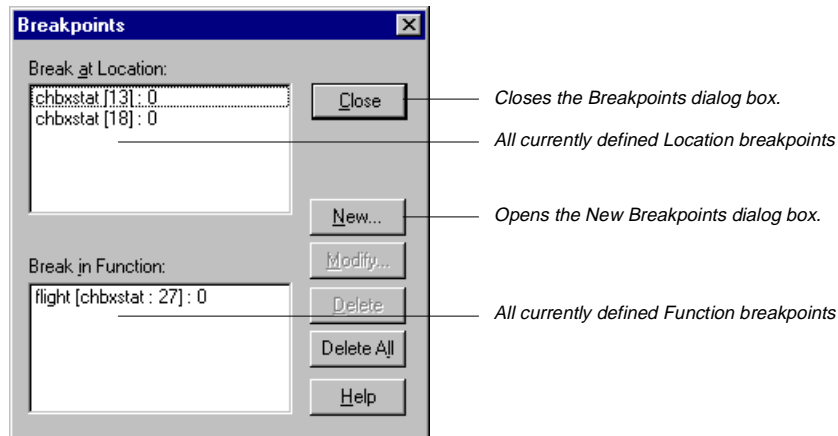 Breakpoints
Break at Location:
chbxstat [13] : 0
chbxstat [18] : 0
Close
Closes the Breakpoints dialog box.
All currently defined Location breakpoints
New...
Opens the New Breakpoints dialog box.
Modify...
Break in Function:
flight [chbxstat : 27] : 0
Delete
All currently defined Function breakpoints
Delete All
Help